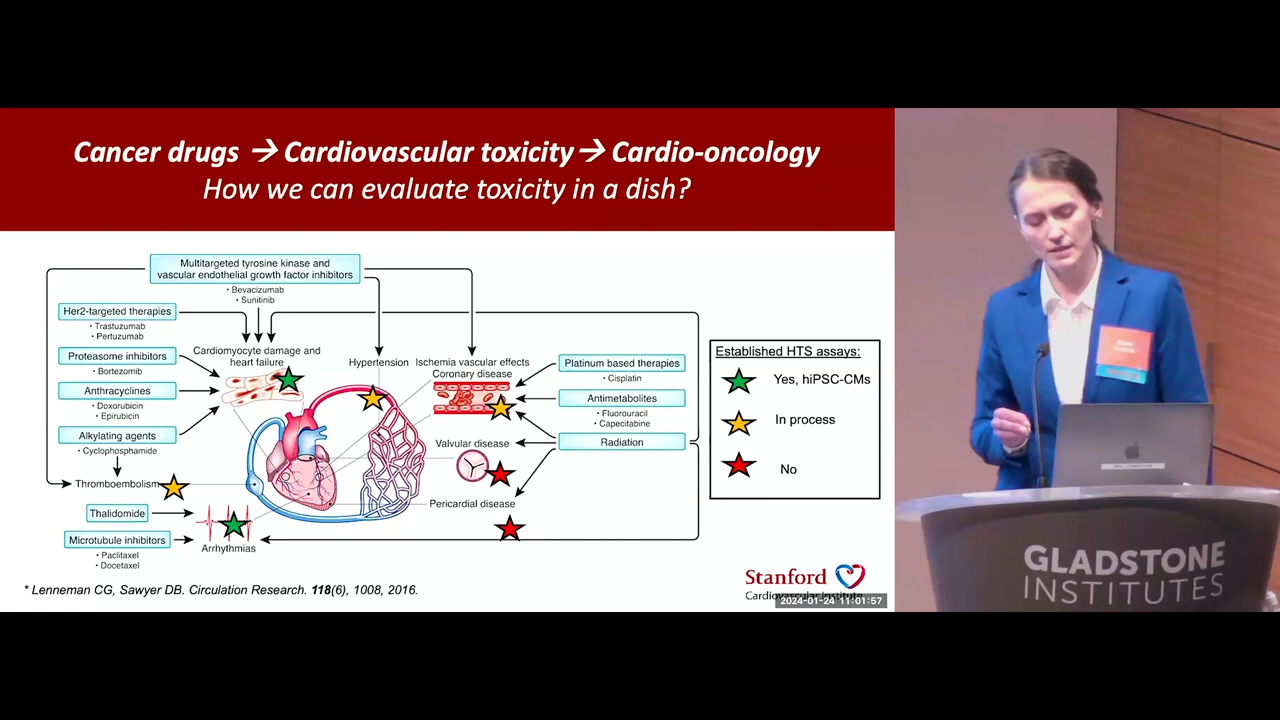 Cancer drugs → Cardiovascular toxicity → Cardio-oncology
How we can evaluate toxicity in a dish?
Multitargeted tyrosine kinase and
vascular endothelial growth factor inhibitors
• Bevacizumab
• Sunitinib
Her2-targeted therapies
• Trastuzumab
• Pertuzumab
Proteasome inhibitors
• Bortezomib
Anthracyclines
• Doxorubicin
• Epirubicin
Alkylating agents
• Cyclophosphamide
Thromboembolism
Thalidomide
Microtubule inhibitors
• Paclitaxel
• Docetaxel
Cardiomyocyte damage and
heart failure
Arrhythmias
Hypertension
Ischemia vascular effects
Coronary disease
Valvular disease
Pericardial disease
Platinum based therapies
• Cisplatin
Antimetabolites
• Fluorouracil
• Capecitabine
Radiation
Established HTS assays:
Yes, hiPSC-CMs
In process
No
* Lenneman CG, Sawyer DB. Circulation Research. 118(6), 1008, 2016.
Stanford
Cardiovascular Institute
2024-01-24 11:01:57
GLADSTONE
INSTITUTES